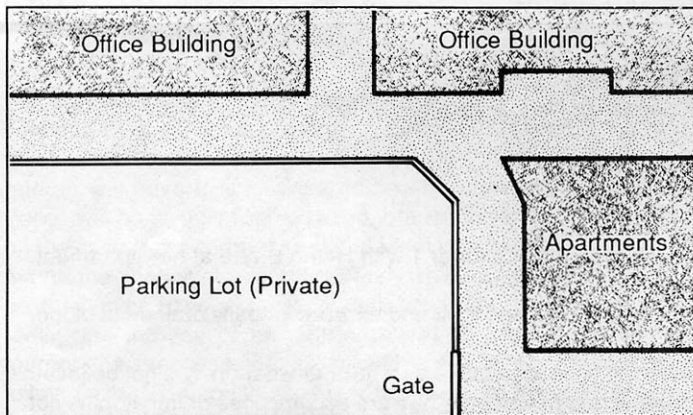 Office Building
Office Building
Apartments
Parking Lot (Private)
Gate